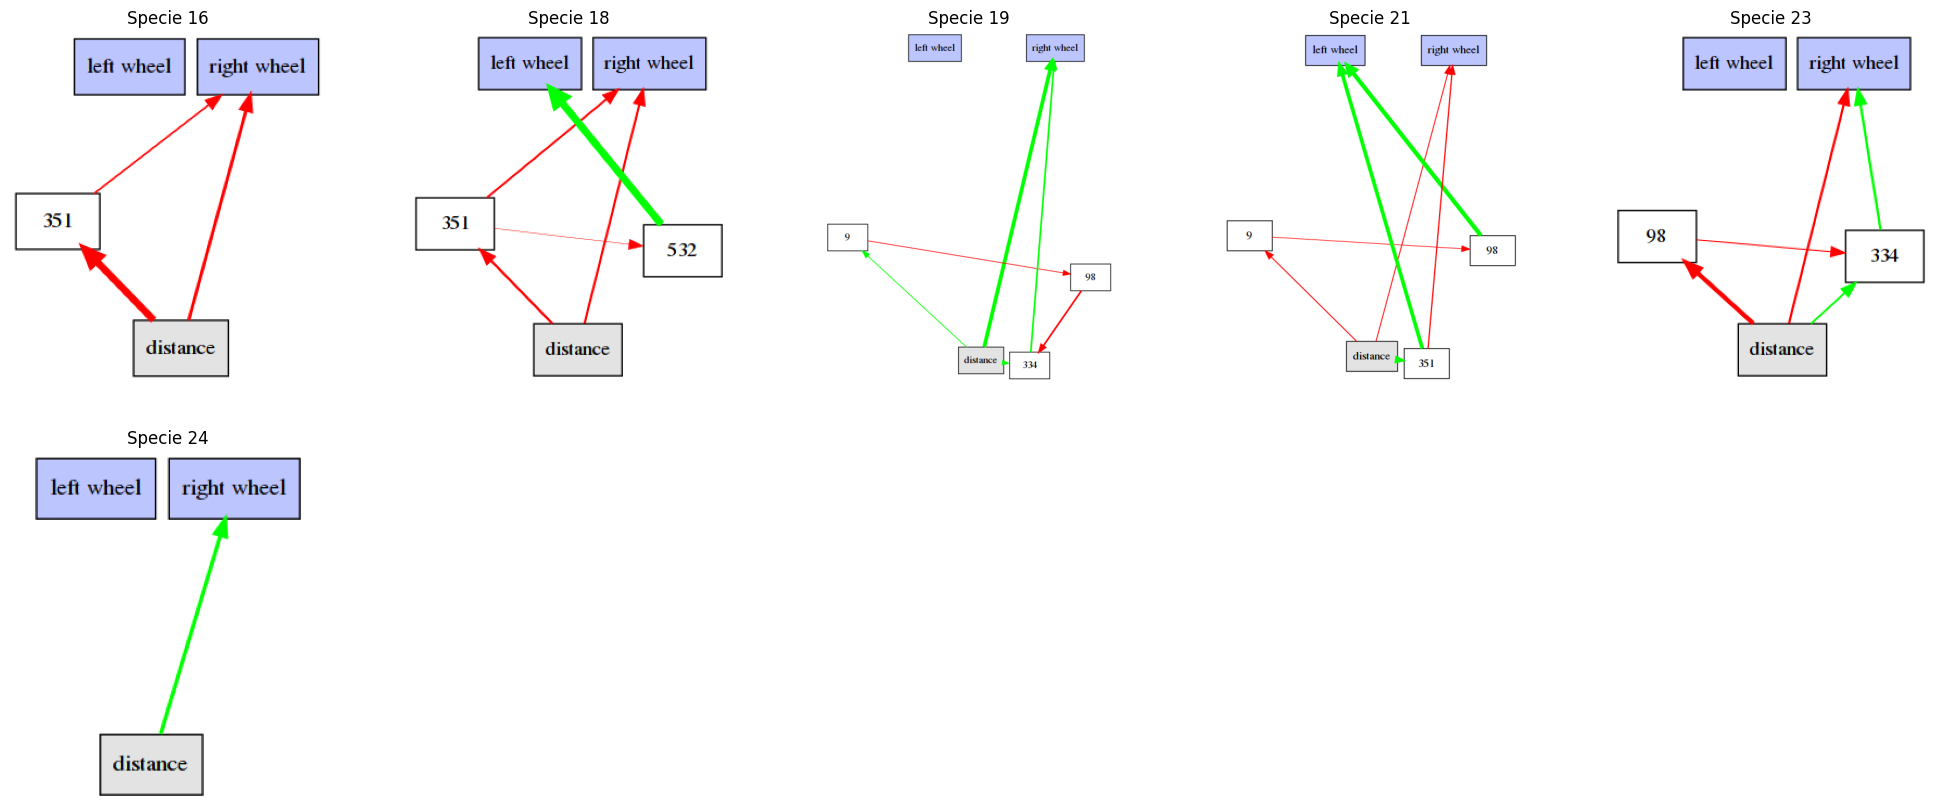 Specie 16
left wheel
right wheel
351
distance
Specie 18
left wheel
right wheel
351
532
distance
Specie 19
left wheel
right wheel
9
98
distance
334
Specie 21
left wheel
right wheel
9
98
distance
351
Specie 23
left wheel
right wheel
98
334
distance
Specie 24
left wheel
right wheel
distance